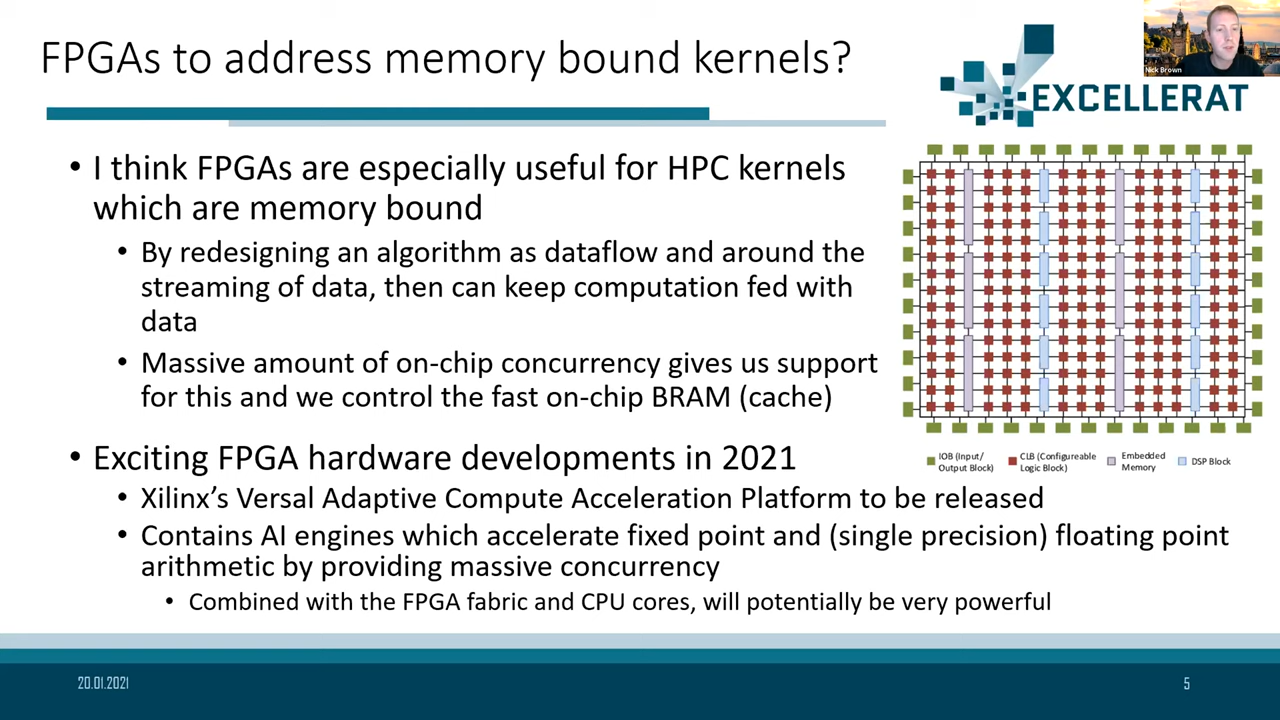 FPGAs to address memory bound kernels?
Nick Brown
EXCELLERAT
• I think FPGAs are especially useful for HPC kernels
which are memory bound
• By redesigning an algorithm as dataflow and around the
streaming of data, then can keep computation fed with
data
• Massive amount of on-chip concurrency gives us support
for this and we control the fast on-chip BRAM (cache)
IOB (Input/
Output Block)
CLB (Configureable
Logic Block)
Embedded
Memory
DSP Block
• Exciting FPGA hardware developments in 2021
• Xilinx’s Versal Adaptive Compute Acceleration Platform to be released
• Contains AI engines which accelerate fixed point and (single precision) floating point
arithmetic by providing massive concurrency
• Combined with the FPGA fabric and CPU cores, will potentially be very powerful
20.01.2021
5